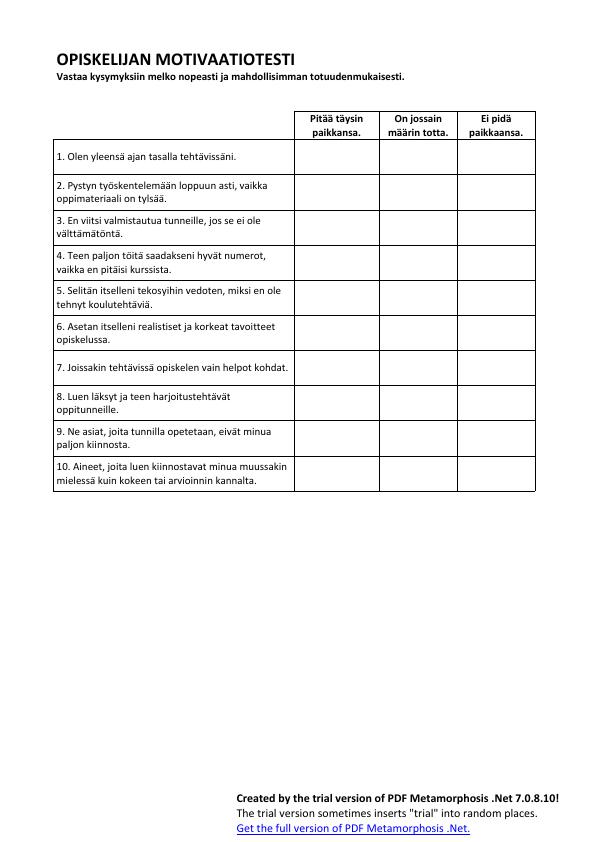 OPISKELIJAN MOTIVAATIOTESTI
Vastaa kysymyksiin melko nopeasti ja mahdollisimman totuudenmukaisesti.
Pitää täysin
paikkansa.
On jossain
määrin totta.
Ei pidä
paikkaansa.
1. Olen yleensä ajan tasalla tehtävissäni.
2. Pystyn työskentelemään loppuun asti, vaikka
oppimateriaali on tylsää.
3. En viitsi valmistautua tunneille, jos se ei ole
välttämätöntä.
4. Teen paljon töitä saadakseni hyvät numerot,
vaikka en pitäisi kurssista.
5. Selitän itselleni tekosyihin vedoten, miksi en ole
tehnyt koulutehtäviä.
6. Asetan itselleni realistiset ja korkeat tavoitteet
opiskelussa.
7. Joissakin tehtävissä opiskelen vain helpot kohdat.
8. Luen läksyt ja teen harjoitustehtävät
oppitunneille.
9. Ne asiat, joita tunnilla opetetaan, eivät minua
paljon kiinnosta.
10. Aineet, joita luen kiinnostavat minua muussakin
mielessä kuin kokeen tai arvioinnin kannalta.
Created by the trial version of PDF Metamorphosis .Net 7.0.8.10!
The trial version sometimes inserts "trial" into random places.
Get the full version of PDF Metamorphosis .Net.